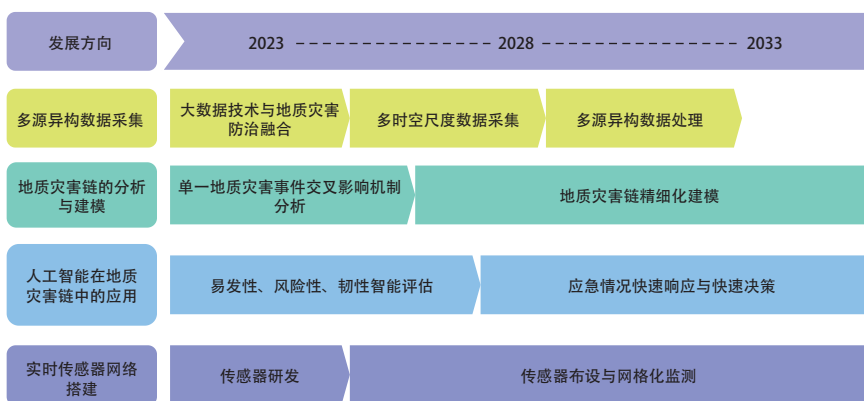 发展方向
2023 ---------------- 2028 ---------------- 2033
多源异构数据采集
大数据技术与地质灾害
防治融合
多时空尺度数据采集
多源异构数据处理
地质灾害链的分析
与建模
单一地质灾害事件交叉影响机制
分析
地质灾害链精细化建模
人工智能在地质
灾害链中的应用
易发性、风险性、韧性智能评估
应急情况快速响应与快速决策
实时传感器网络
搭建
传感器研发
传感器布设与网格化监测